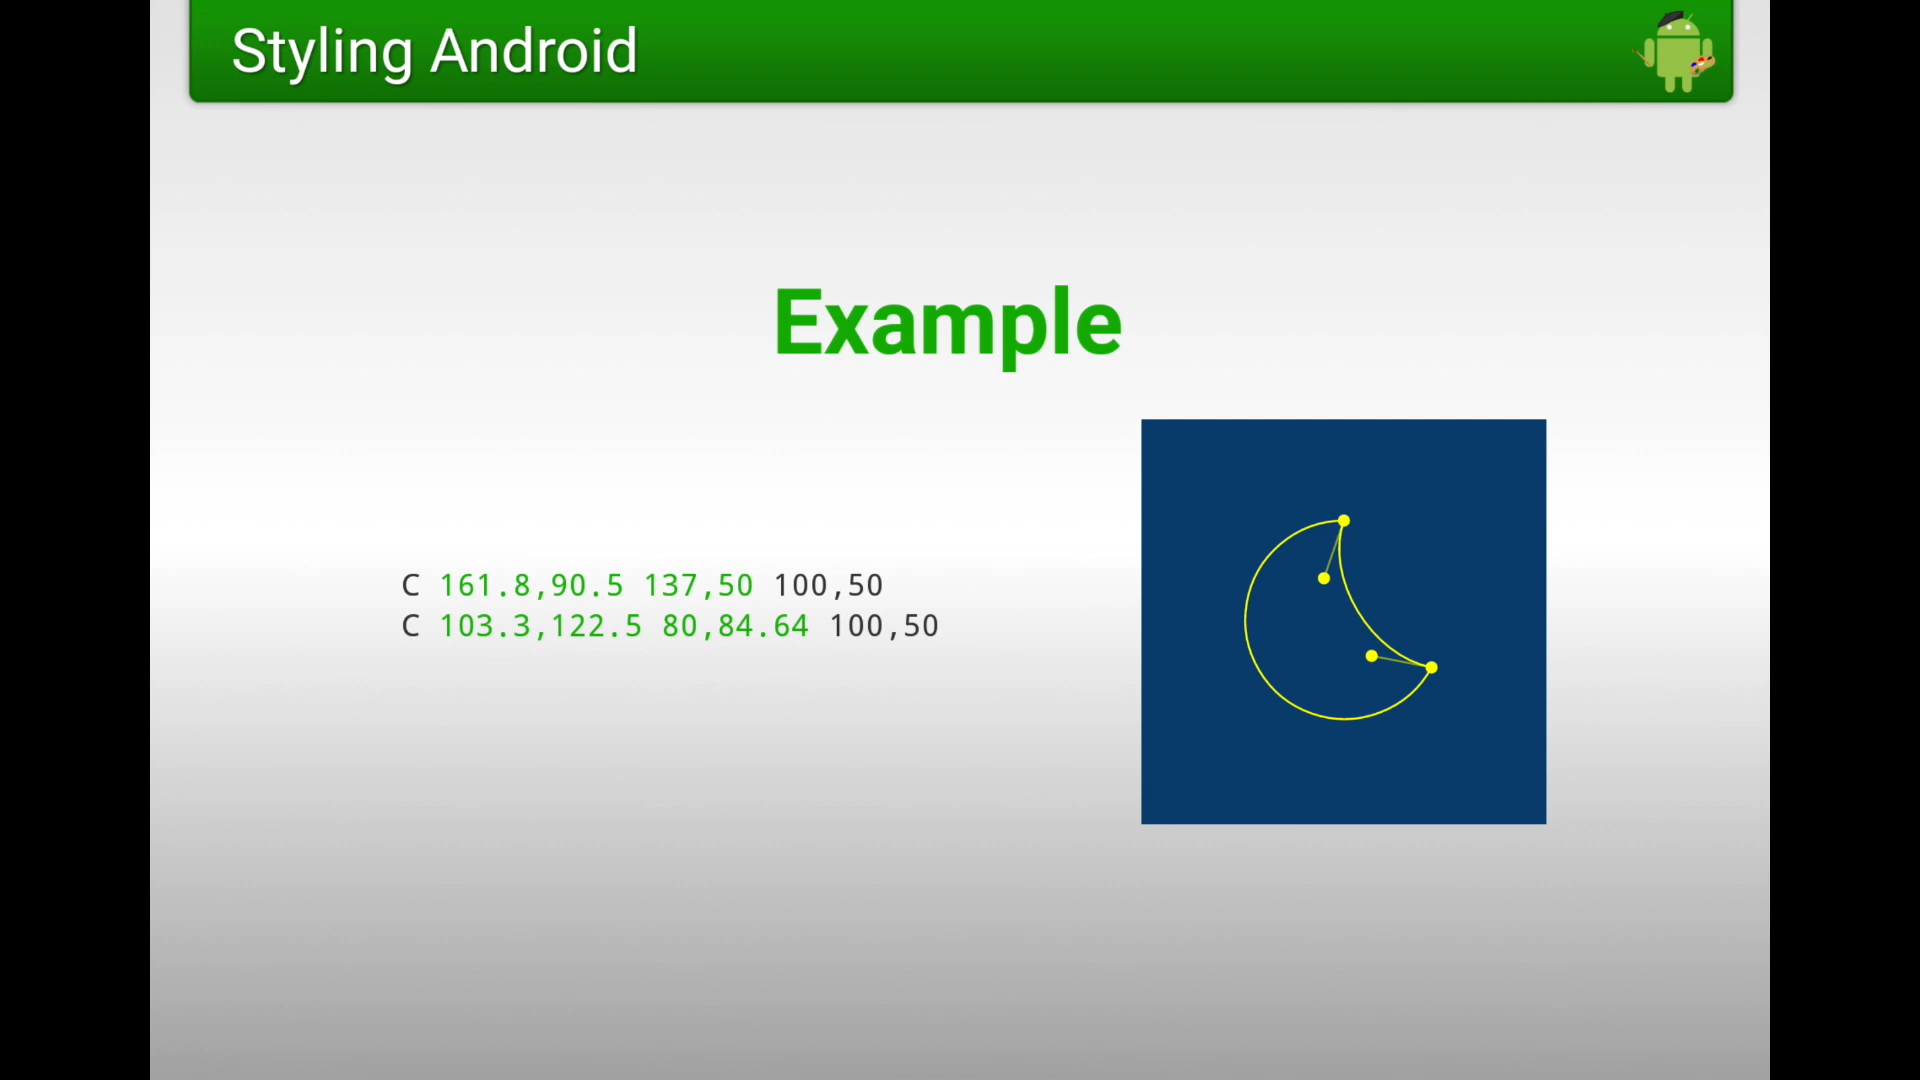 Styling Android
Example
C 161.8,90.5 137,50 100,50
C 103.3,122.5 80,84.64 100,50